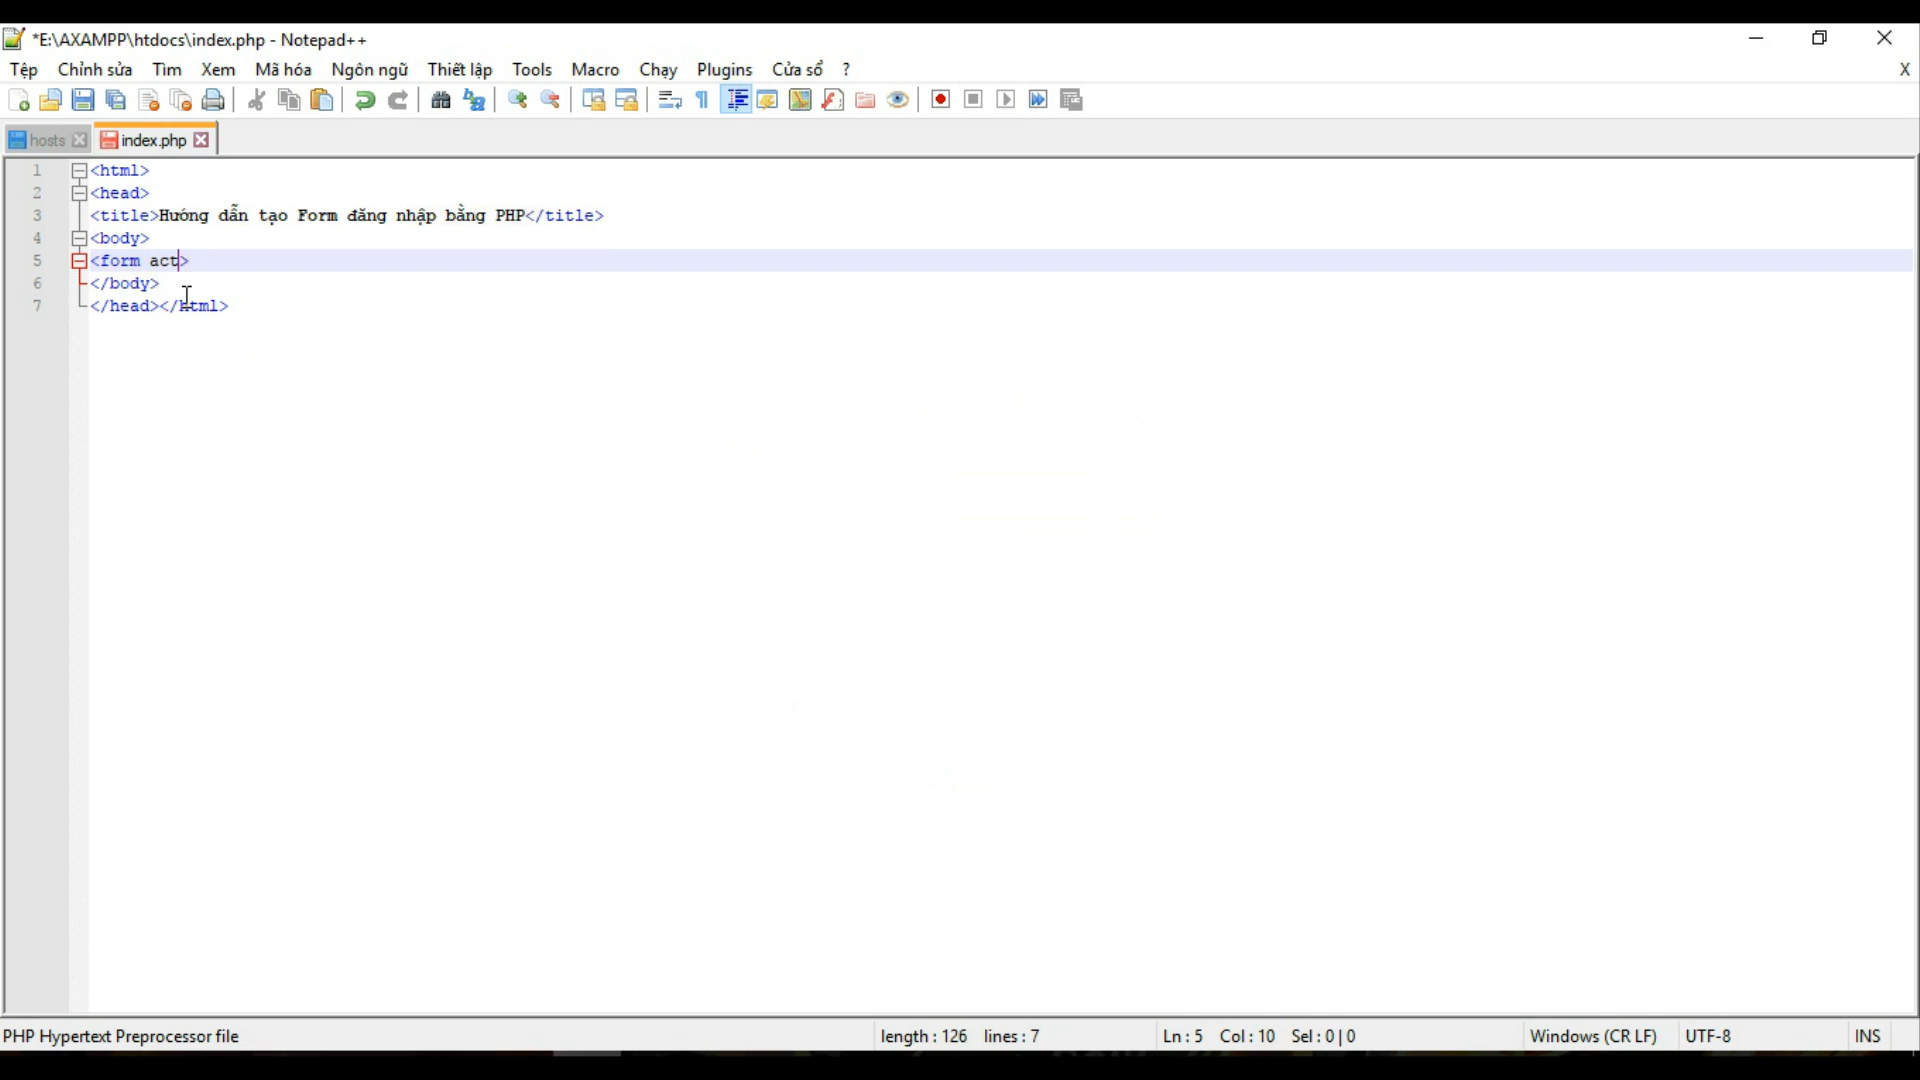 *E:\AXAMPP\htdocs\index.php - Notepad++
Tệp Chỉnh sửa Tìm Xem Mã hóa Ngôn ngữ Thiết lập Tools Macro Chạy Plugins Cửa sổ ? X
hosts index.php
1 <html>
2 <head>
3 <title>Hướng dẫn tạo Form đăng nhập bằng PHP</title>
4 <body>
5 <form act>
6 </body>
7 </head></html>
PHP Hypertext Preprocessor file length : 126 lines : 7 Ln : 5 Col : 10 Sel : 0 | 0 Windows (CR LF) UTF-8 INS